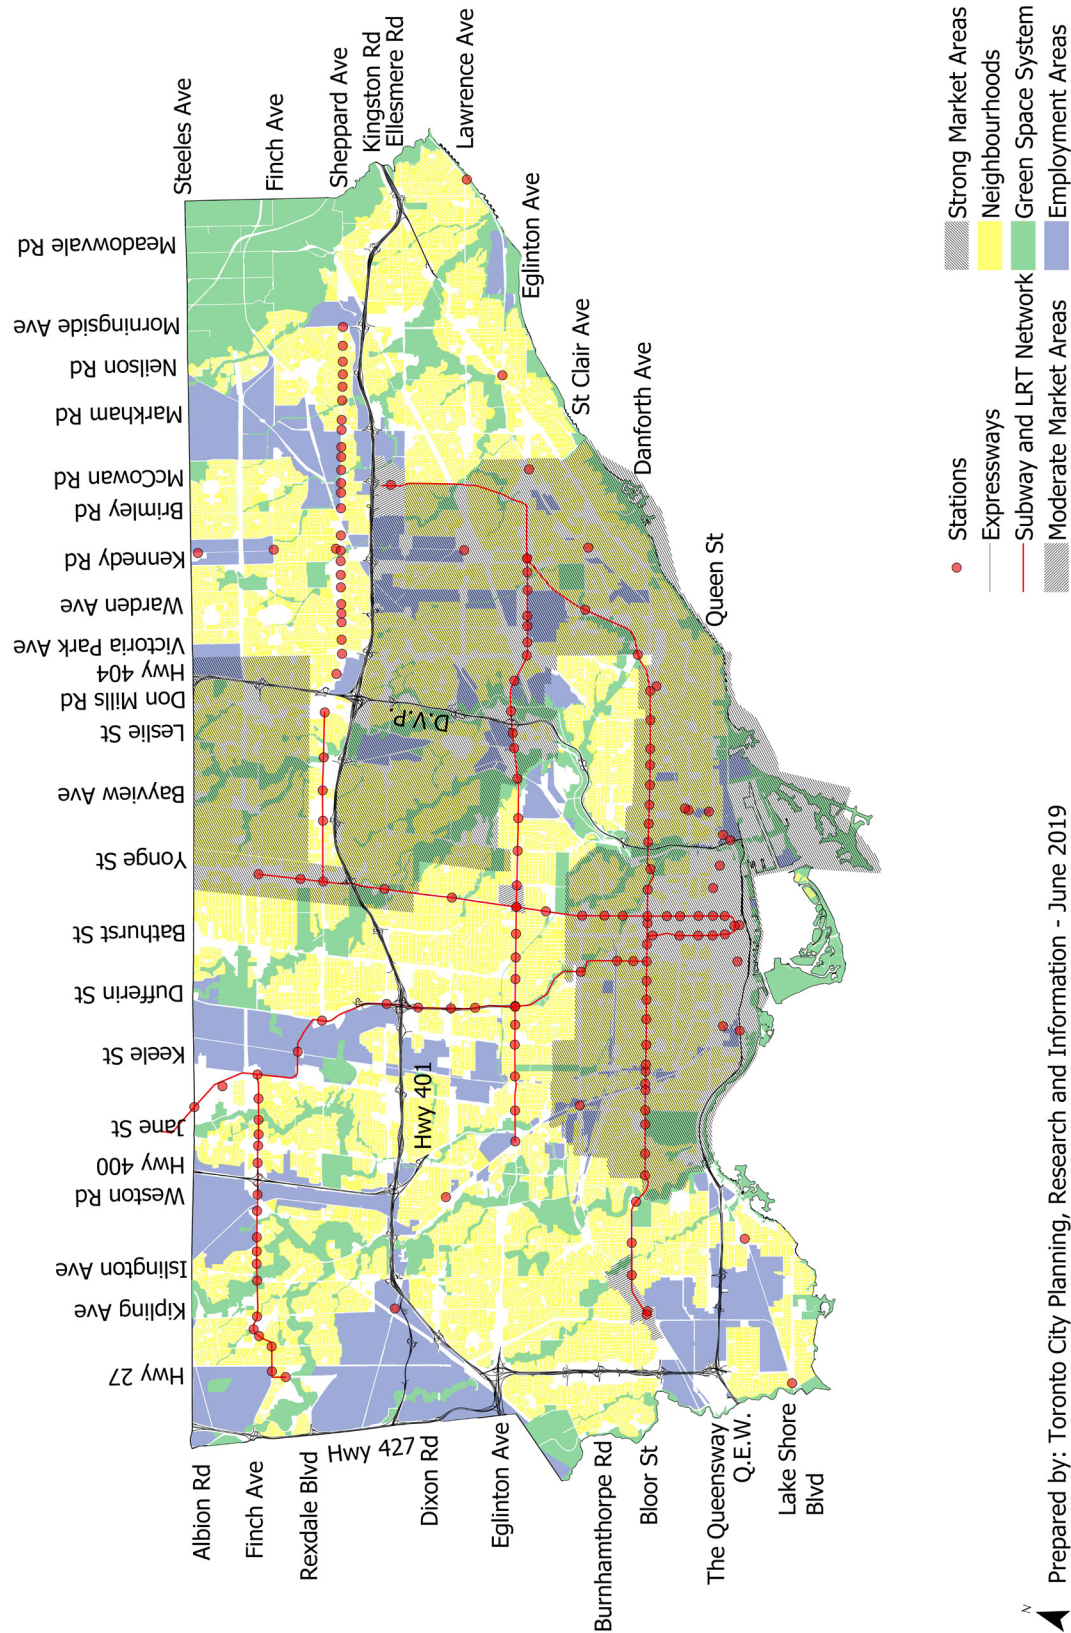 Steeles Ave
Finch Ave
Sheppard Ave
Kingston Rd
Ellesmere Rd
Lawrence Ave
Eglinton Ave
St Clair Ave
Danforth Ave
Queen St
Meadowvale Rd
Morningside Ave
Neilson Rd
Markham Rd
McCowan Rd
Brimley Rd
Kennedy Rd
Warden Ave
Victoria Park Ave
Hwy 404
Don Mills Rd
Leslie St
Bayview Ave
Yonge St
Bathurst St
Dufferin St
Keele St
Jane St
Hwy 400
Weston Rd
Islington Ave
Kipling Ave
Hwy 27
D.V.P.
Hwy 401
Hwy 427
Albion Rd
Finch Ave
Rexdale Blvd
Dixon Rd
Eglinton Ave
Burnhamthorpe Rd
Bloor St
The Queensway
Q.E.W.
Lake Shore
Blvd
Stations
Expressways
Subway and LRT Network
Moderate Market Areas
Strong Market Areas
Neighbourhoods
Green Space System
Employment Areas
N
Prepared by: Toronto City Planning, Research and Information - June 2019